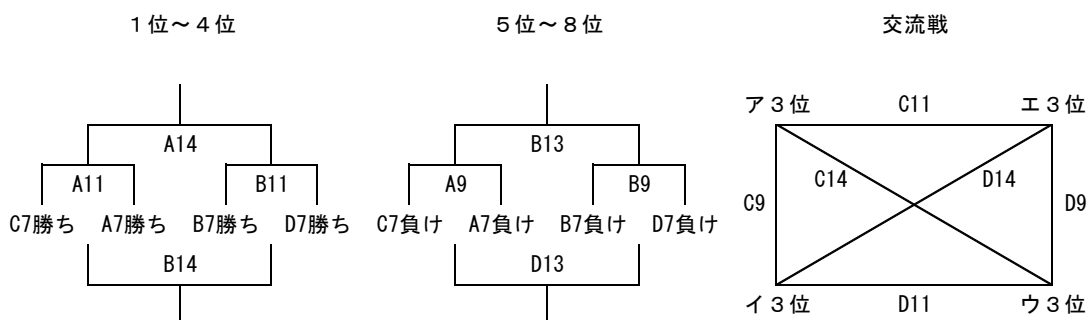 １位～４位
５位～８位
交流戦
ア３位 C11 エ３位
A14
B13
A11 B11
A9 B9
C14 D14
C9 D9
C7勝ち A7勝ち B7勝ち D7勝ち
C7負け A7負け B7負け D7負け
B14
D13
イ３位 D11 ウ３位